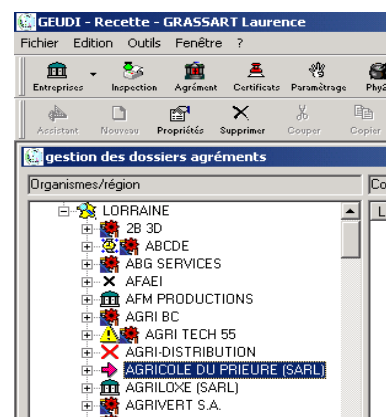 GEUDI - Recette - GRASSART Laurence
Fichier Edition Outils Fenêtre ?
Entreprises Inspection Agrément Certificats Paramètrage
Assistant Nouveau Propriétés Supprimer Couper Copier
gestion des dossiers agréments
Organismes/région
LORRAINE
2B 3D
ABCDE
ABG SERVICES
AFAEI
AFM PRODUCTIONS
AGRI BC
AGRI TECH 55
AGRI-DISTRIBUTION
AGRICOLE DU PRIEURE (SARL)
AGRILOXE (SARL)
AGRIVERT S.A.